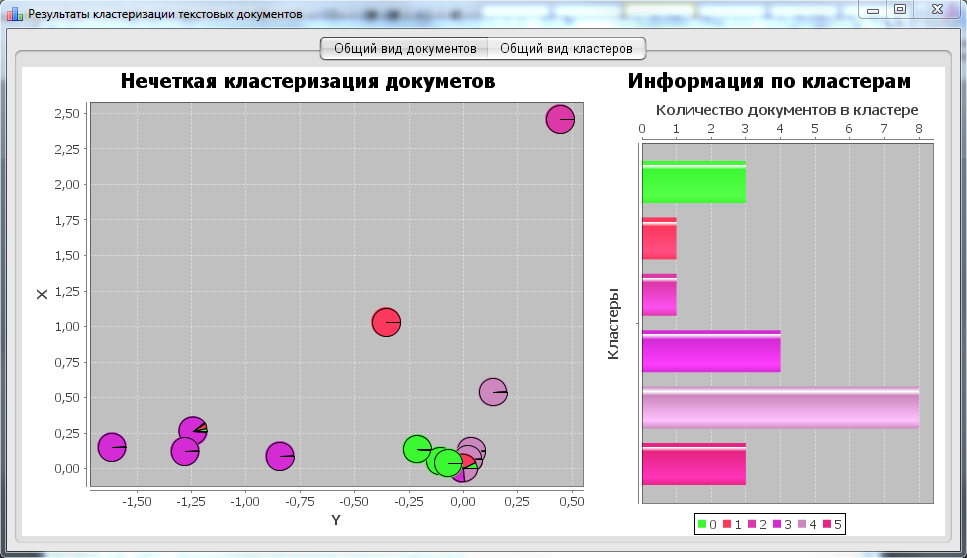 Результаты кластеризации текстовых документов
Общий вид документов Общий вид кластеров
Нечеткая кластеризация докуметов
2,50
2,25
2,00
1,75
1,50
1,25
1,00
0,75
0,50
0,25
0,00
X
-1,50 -1,25 -1,00 -0,75 -0,50 -0,25 0,00 0,25 0,50
Y
Информация по кластерам
Количество документов в кластере
0 1 2 3 4 5 6 7 8
Кластеры
0 1 2 3 4 5